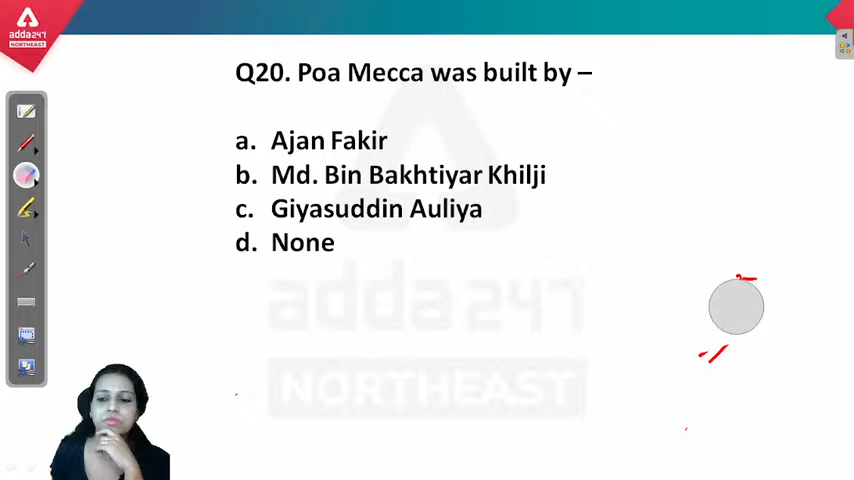 adda247
NORTHEAST
Q20. Poa Mecca was built by –
a. Ajan Fakir
b. Md. Bin Bakhtiyar Khilji
c. Giyasuddin Auliya
d. None
adda247
NORTHEAST